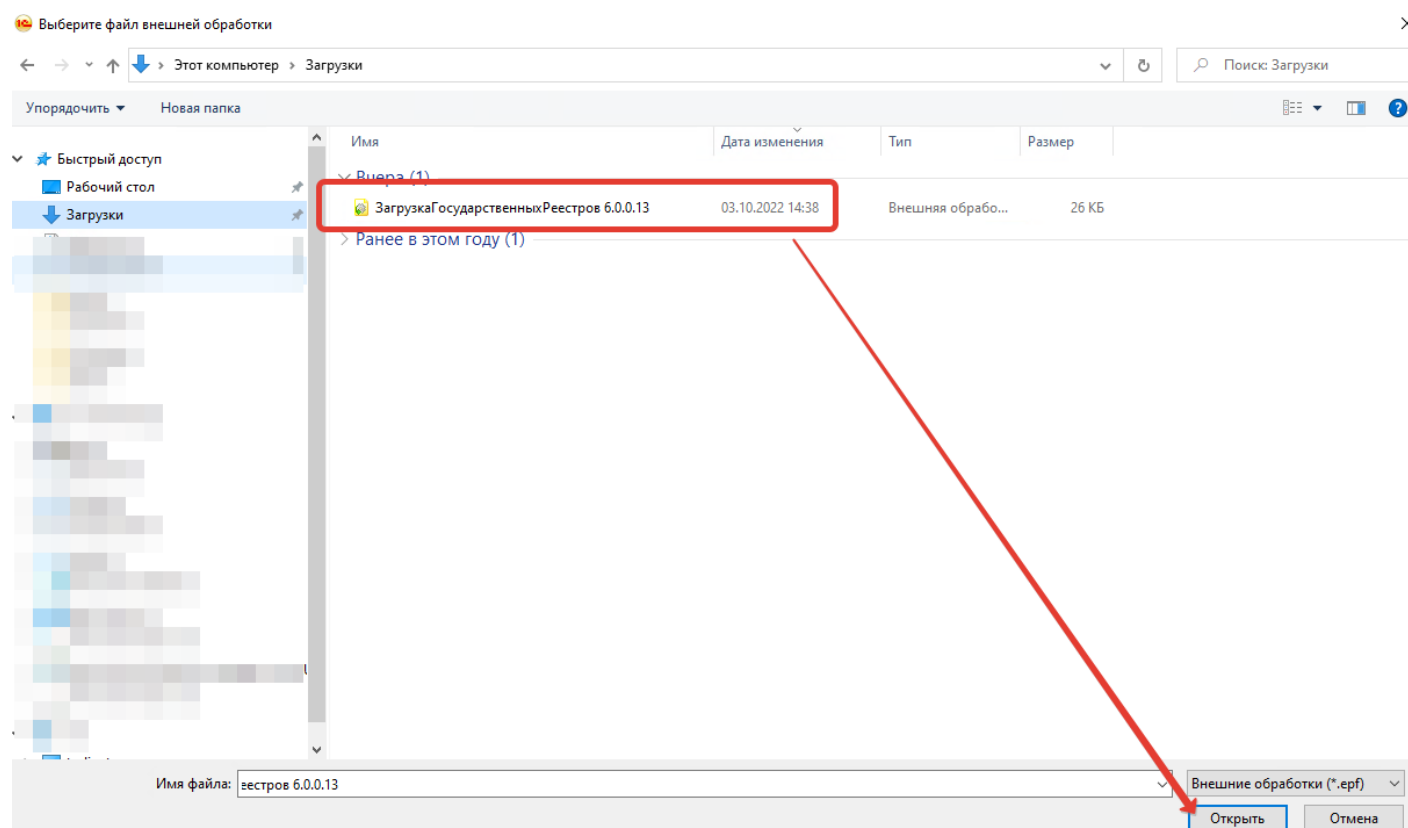 Выберите файл внешней обработки
Этот компьютер › Загрузки
Поиск: Загрузки
Упорядочить
Новая папка
Имя
Дата изменения
Тип
Размер
Быстрый доступ
Рабочий стол
Загрузки
Вчера (1)
ЗагрузкаГосударственныхРеестров 6.0.0.13 03.10.2022 14:38 Внешняя обрабо... 26 КБ
Ранее в этом году (1)
Имя файла: еестров 6.0.0.13
Внешние обработки (*.epf)
Открыть
Отмена